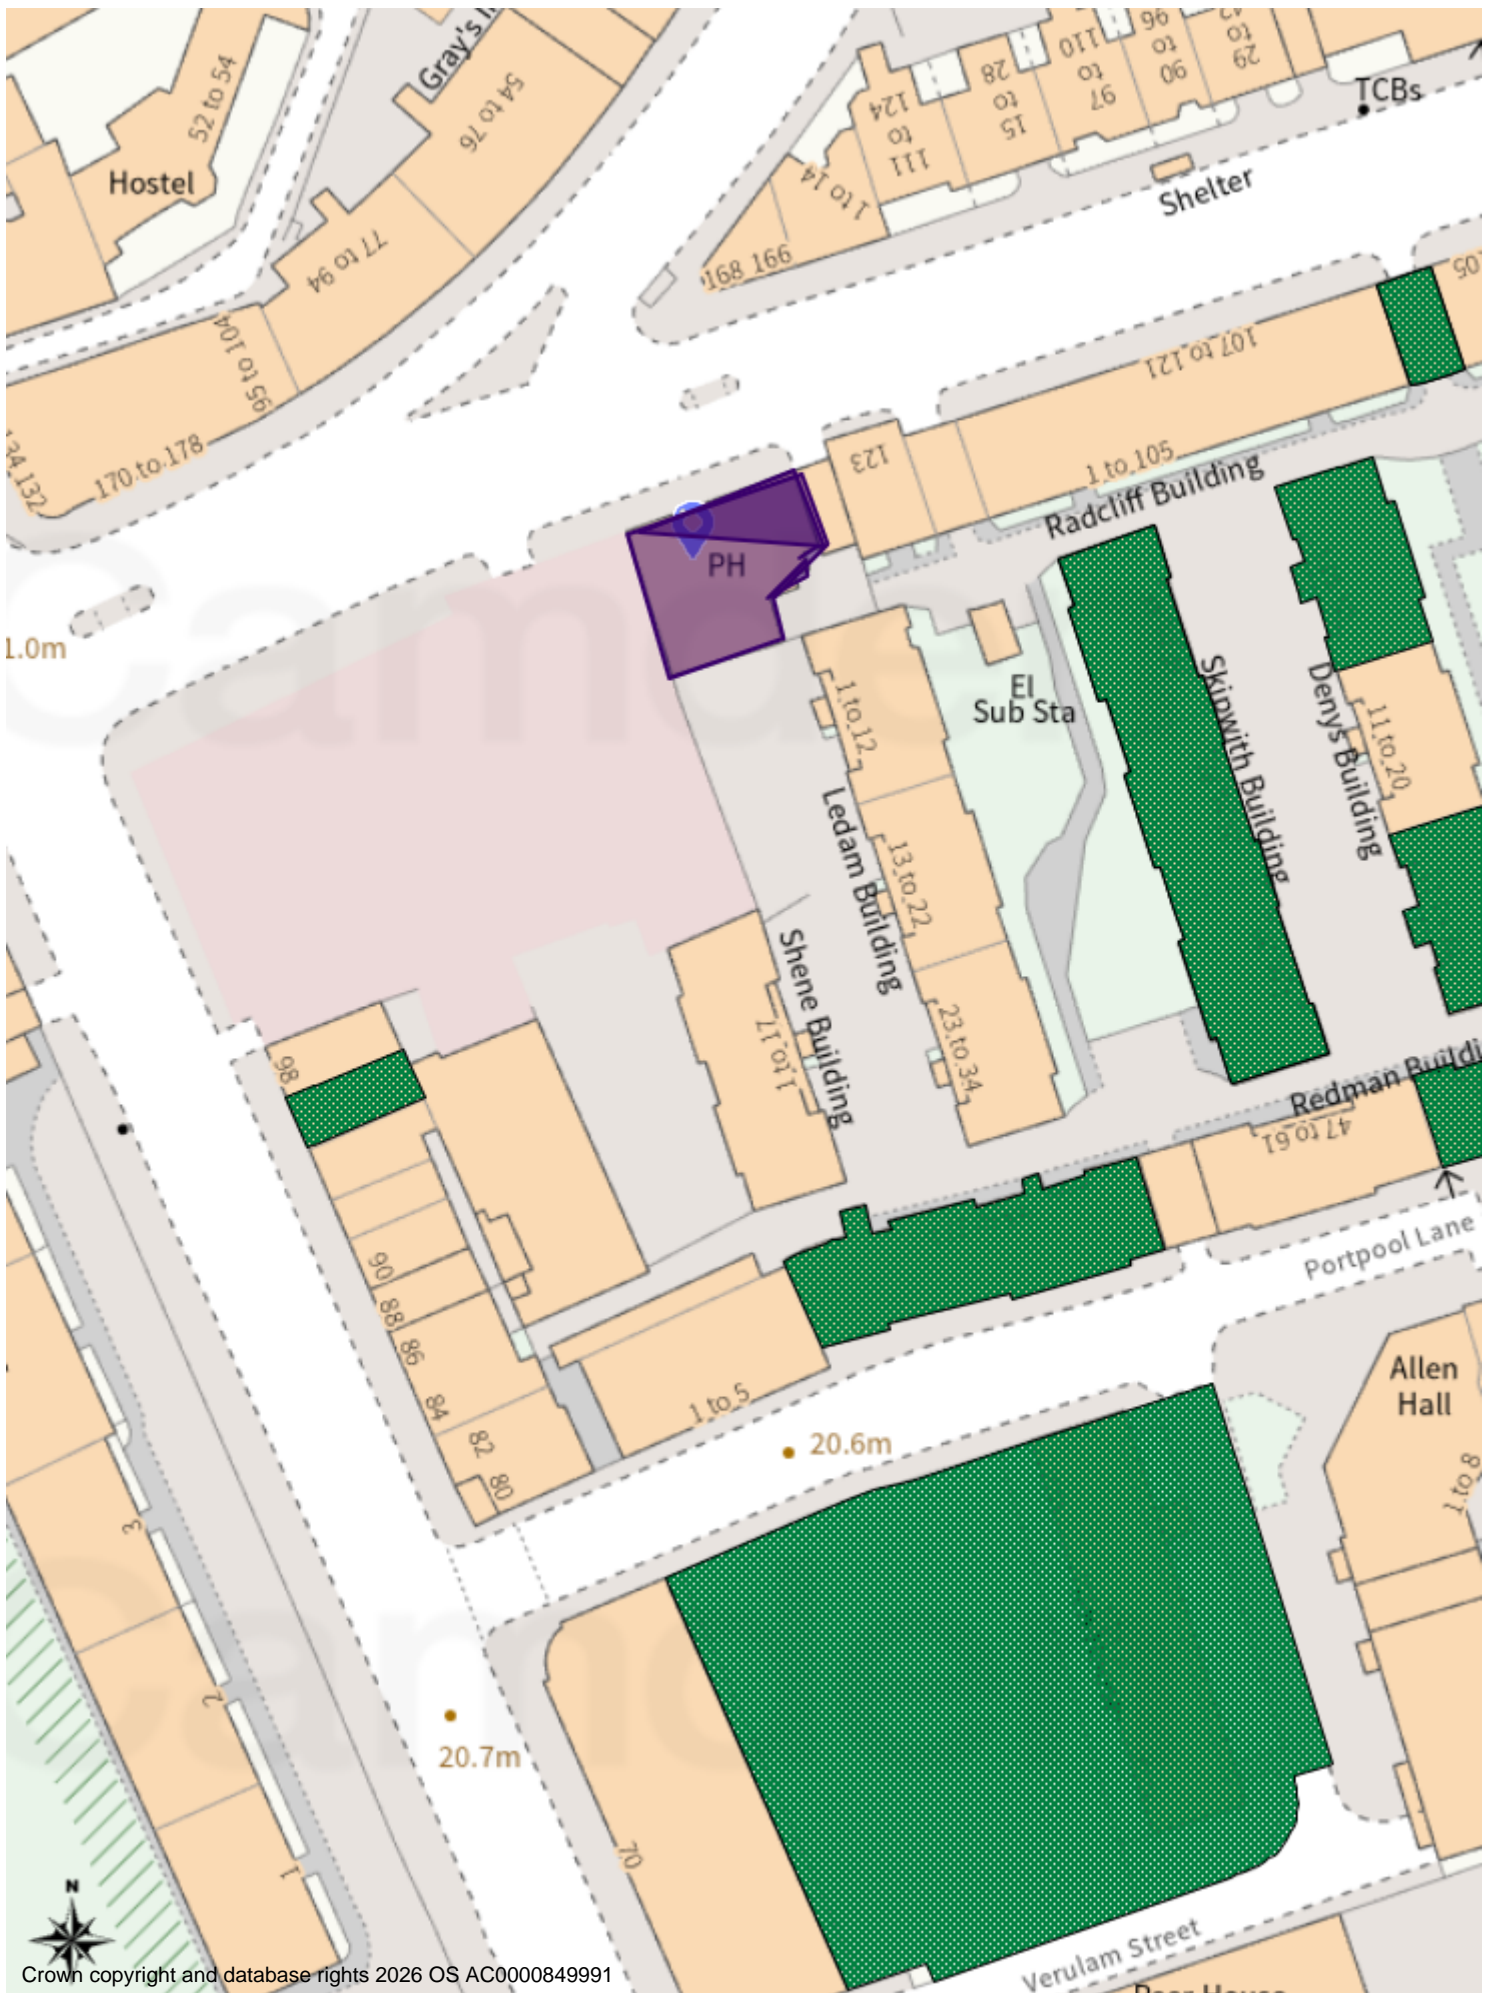 Gray's
52 to 54
Hostel
54 to 76
77 to 94
95 to 104
170 to 178
134 132
124
to
111
28
to
15
110
to
97
96
to
90
42
to
29
1 to 14
168 166
TCBs
Shelter
105
107 to 121
123
1 to 105
Radcliff Building
PH
1.0m
El
Sub Sta
1 to 12
Ledam Building
13 to 22
23 to 34
Skipwith Building
Denys Building
11 to 20
Shene Building
1 to 17
Redman Buildi
47 to 61
Portpool Lane
98
90
88
86
84
82
80
1 to 5
20.6m
Allen
Hall
1 to 8
3
2
1
20.7m
70
Verulam Street
N
Camden
Camden
Crown copyright and database rights 2026 OS AC0000849991